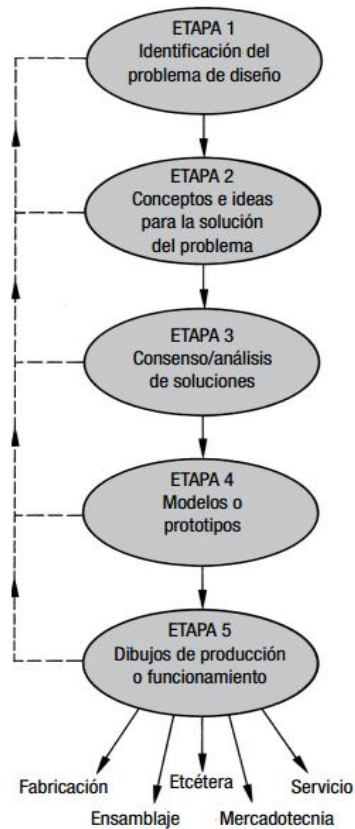 ETAPA 1
Identificación del
problema de diseño
ETAPA 2
Conceptos e ideas
para la solución
del problema
ETAPA 3
Consenso/análisis
de soluciones
ETAPA 4
Modelos o
prototipos
ETAPA 5
Dibujos de producción
o funcionamiento
Fabricación
Etcétera
Servicio
Ensamblaje
Mercadotecnia